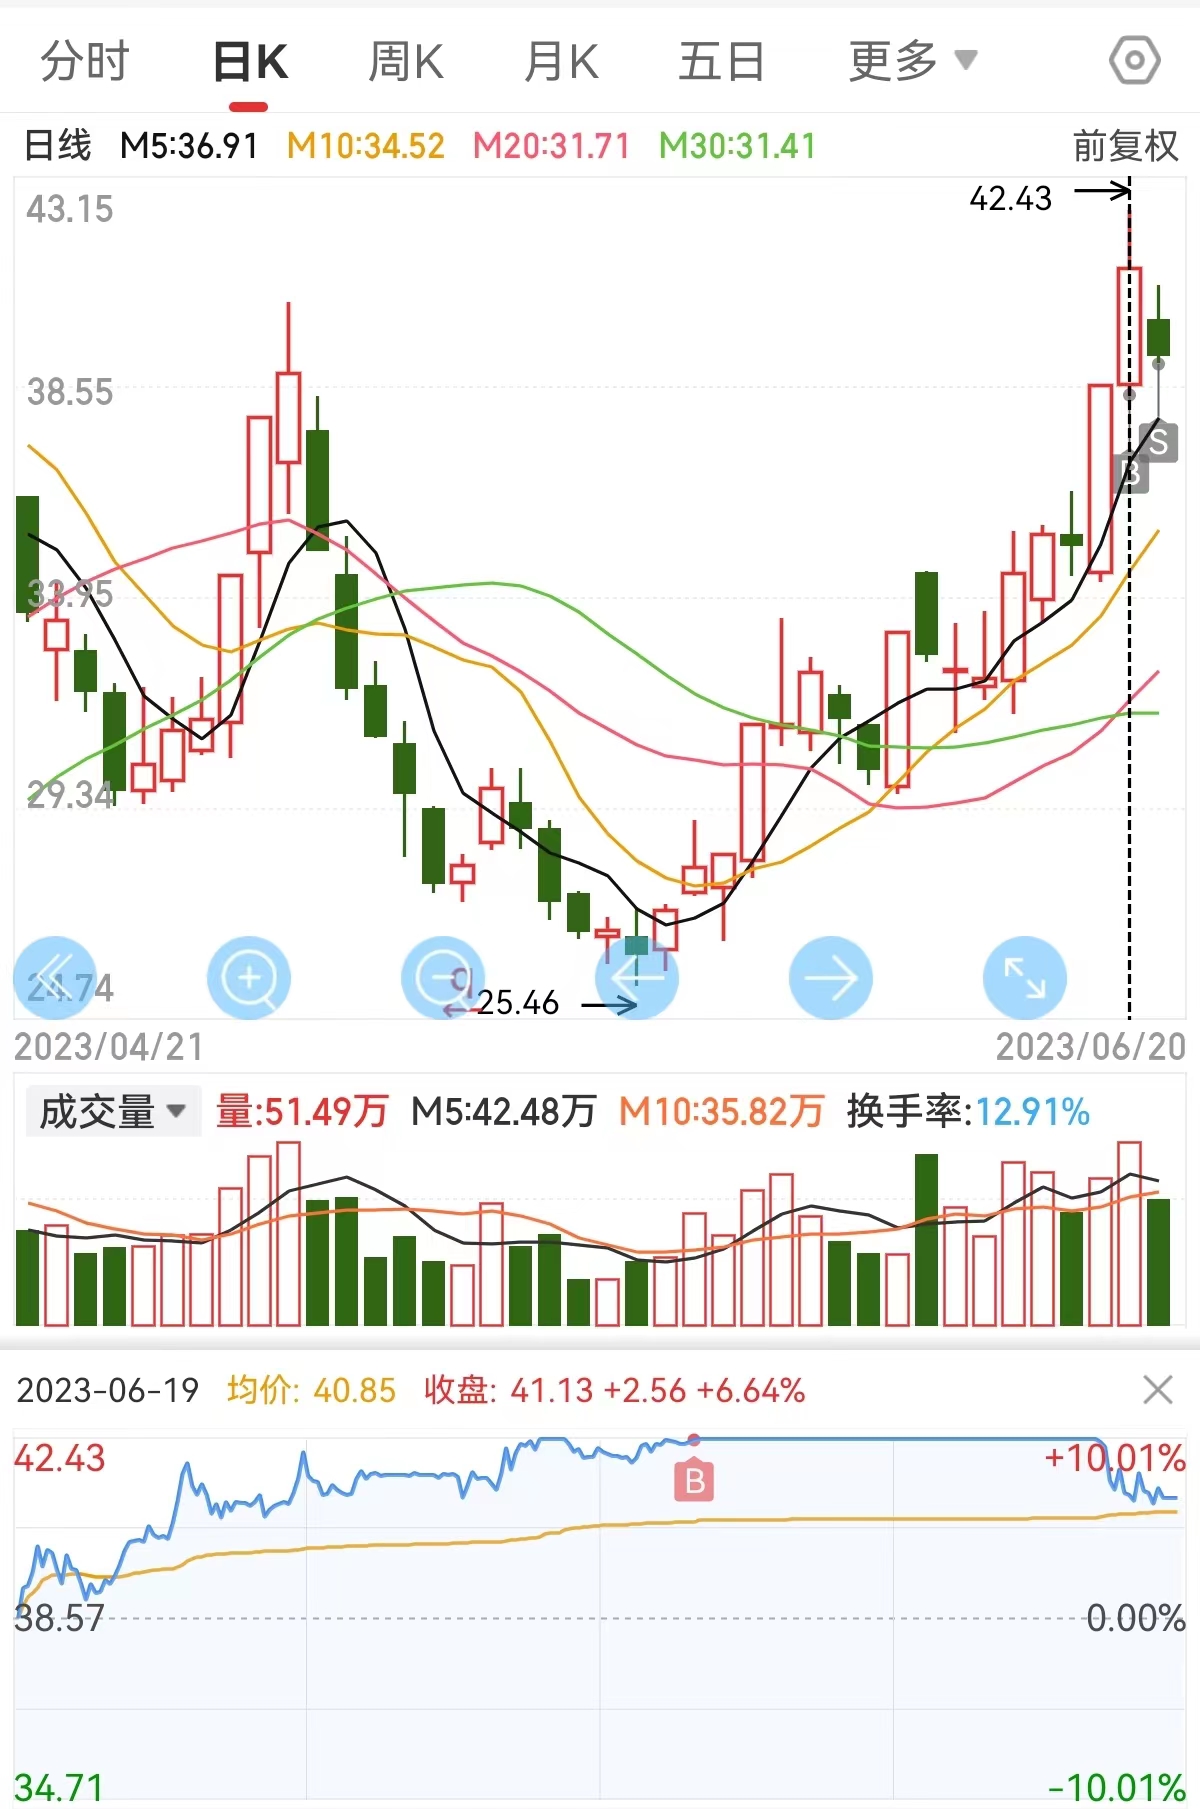 分时 日K 周K 月K 五日 更多
日线 M5:36.91 M10:34.52 M20:31.71 M30:31.41 前复权
43.15
42.43
38.55
S
B
33.95
29.34
24.74
q
25.46
2023/04/21 2023/06/20
成交量 量:51.49万 M5:42.48万 M10:35.82万 换手率:12.91%
2023-06-19 均价: 40.85 收盘: 41.13 +2.56 +6.64%
42.43 +10.01%
B
38.57 0.00%
34.71 -10.01%